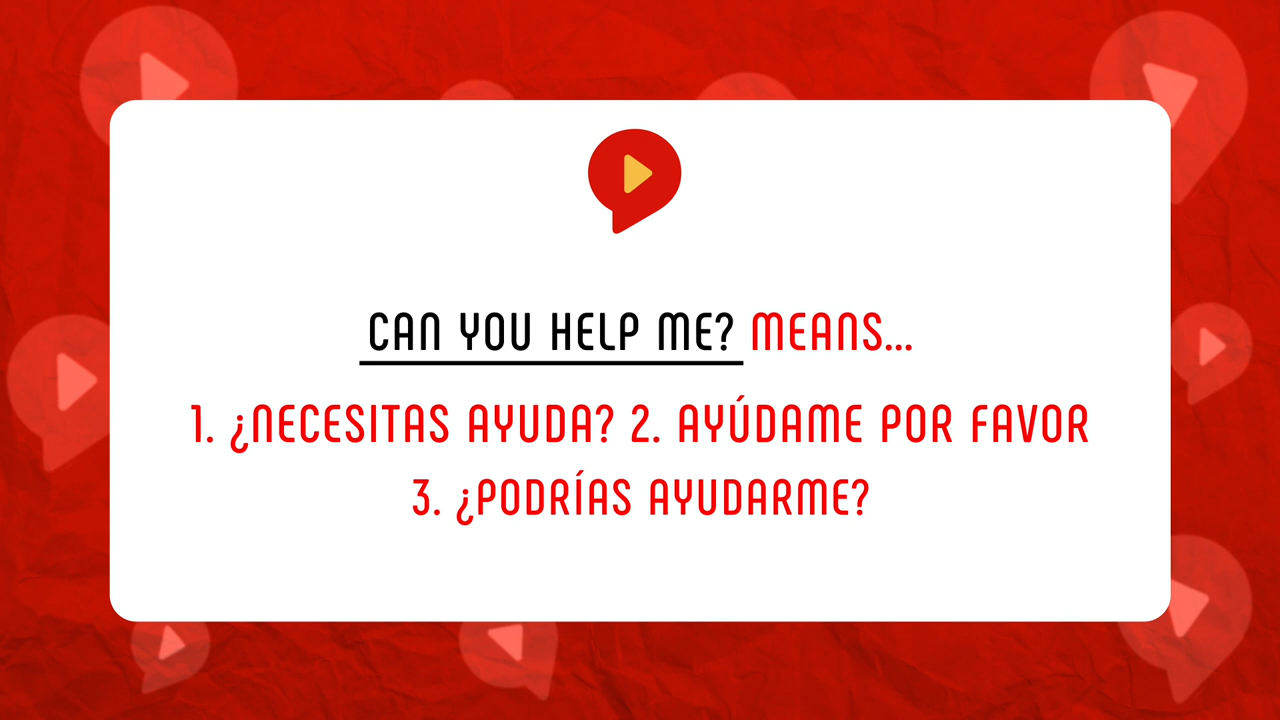 CAN YOU HELP ME? MEANS...
1. ¿NECESITAS AYUDA? 2. AYÚDAME POR FAVOR
3. ¿PODRÍAS AYUDARME?